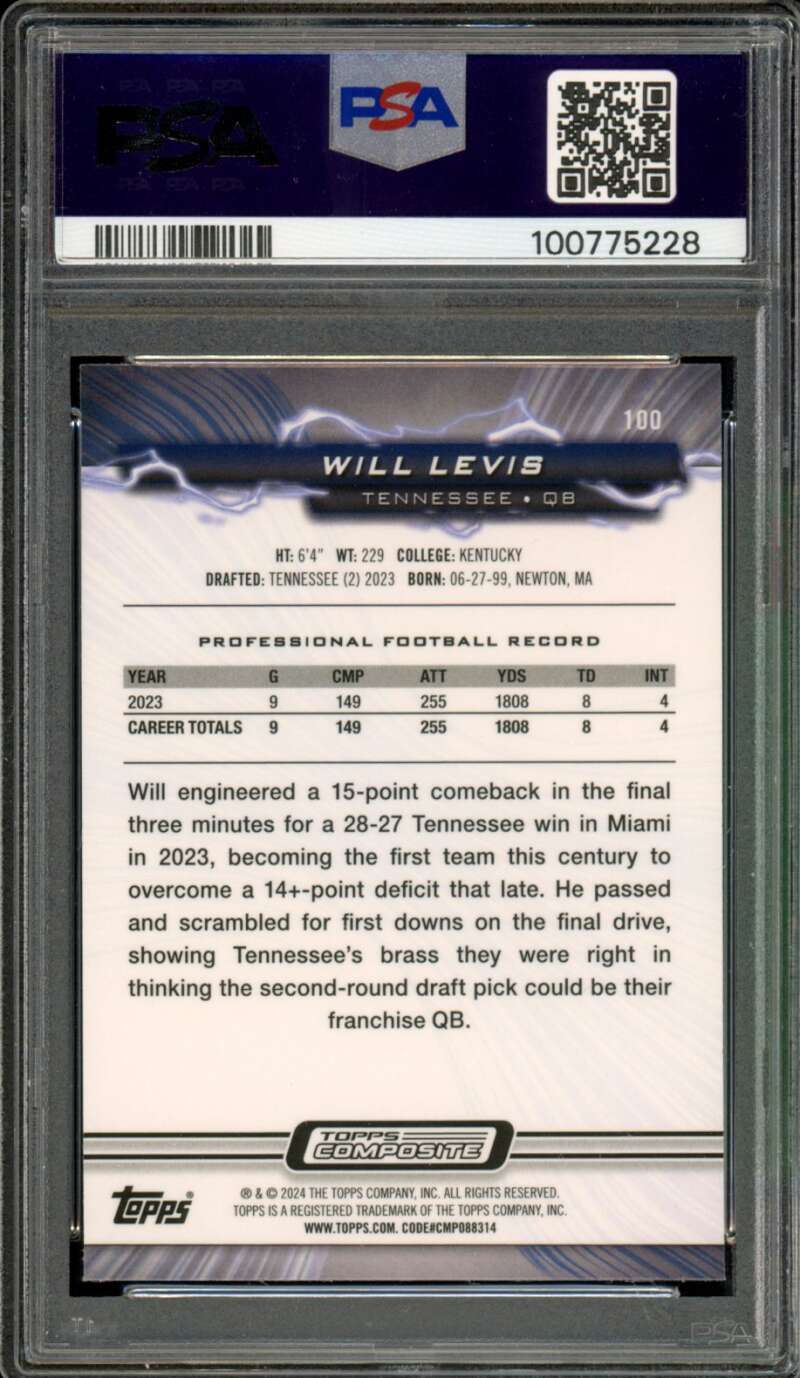 PSA PSA PSA
PSA
PSA
PSA PSA PSA
100775228
100
WILL LEVIS
TENNESSEE • QB
HT: 6'4" WT: 229 COLLEGE: KENTUCKY
DRAFTED: TENNESSEE (2) 2023 BORN: 06-27-99, NEWTON, MA
PROFESSIONAL FOOTBALL RECORD
YEAR G CMP ATT YDS TD INT
2023 9 149 255 1808 8 4
CAREER TOTALS 9 149 255 1808 8 4
Will engineered a 15-point comeback in the final
three minutes for a 28-27 Tennessee win in Miami
in 2023, becoming the first team this century to
overcome a 14+-point deficit that late. He passed
and scrambled for first downs on the final drive,
showing Tennessee's brass they were right in
thinking the second-round draft pick could be their
franchise QB.
TOPPS
COMPOSITE
Topps®
® & © 2024 THE TOPPS COMPANY, INC. ALL RIGHTS RESERVED.
TOPPS IS A REGISTERED TRADEMARK OF THE TOPPS COMPANY, INC.
WWW.TOPPS.COM. CODE#CMP088314
PSA